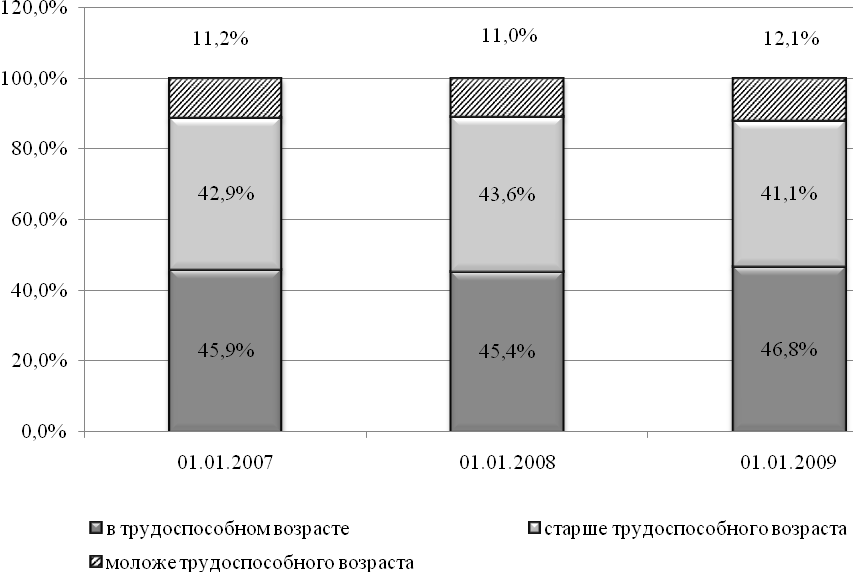 120,0%
11,2% 11,0% 12,1%
100,0%
80,0%
42,9% 43,6% 41,1%
60,0%
40,0%
45,9% 45,4% 46,8%
20,0%
0,0%
01.01.2007 01.01.2008 01.01.2009
в трудоспособном возрасте старше трудоспособного возраста
моложе трудоспособного возраста